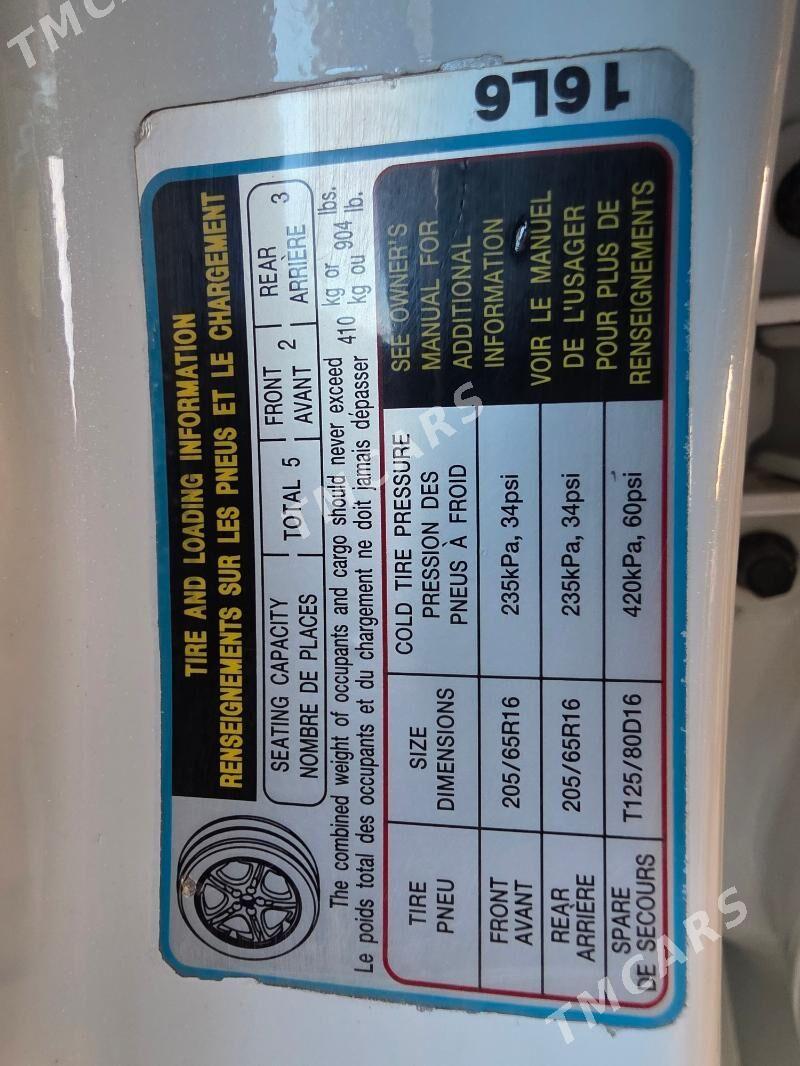 TIRE AND LOADING INFORMATION
RENSEIGNEMENTS SUR LES PNEUS ET LE CHARGEMENT
SEATING CAPACITY
NOMBRE DE PLACES
TOTAL 5
FRONT
AVANT 2
REAR
ARRIÈRE 3
The combined weight of occupants and cargo should never exceed 410 kg or 904 lbs.
Le poids total des occupants et du chargement ne doit jamais dépasser 410 kg ou 904 lb.
TIRE
PNEU
SIZE
DIMENSIONS
COLD TIRE PRESSURE
PRESSION DES
PNEUS À FROID
FRONT
AVANT
205/65R16
235kPa, 34psi
REAR
ARRIÈRE
205/65R16
235kPa, 34psi
SPARE
DE SECOURS
T125/80D16
420kPa, 60psi
SEE OWNER'S
MANUAL FOR
ADDITIONAL
INFORMATION
VOIR LE MANUEL
DE L'USAGER
POUR PLUS DE
RENSEIGNEMENTS
16L6
TMCARS
TMCARS
TMCARS